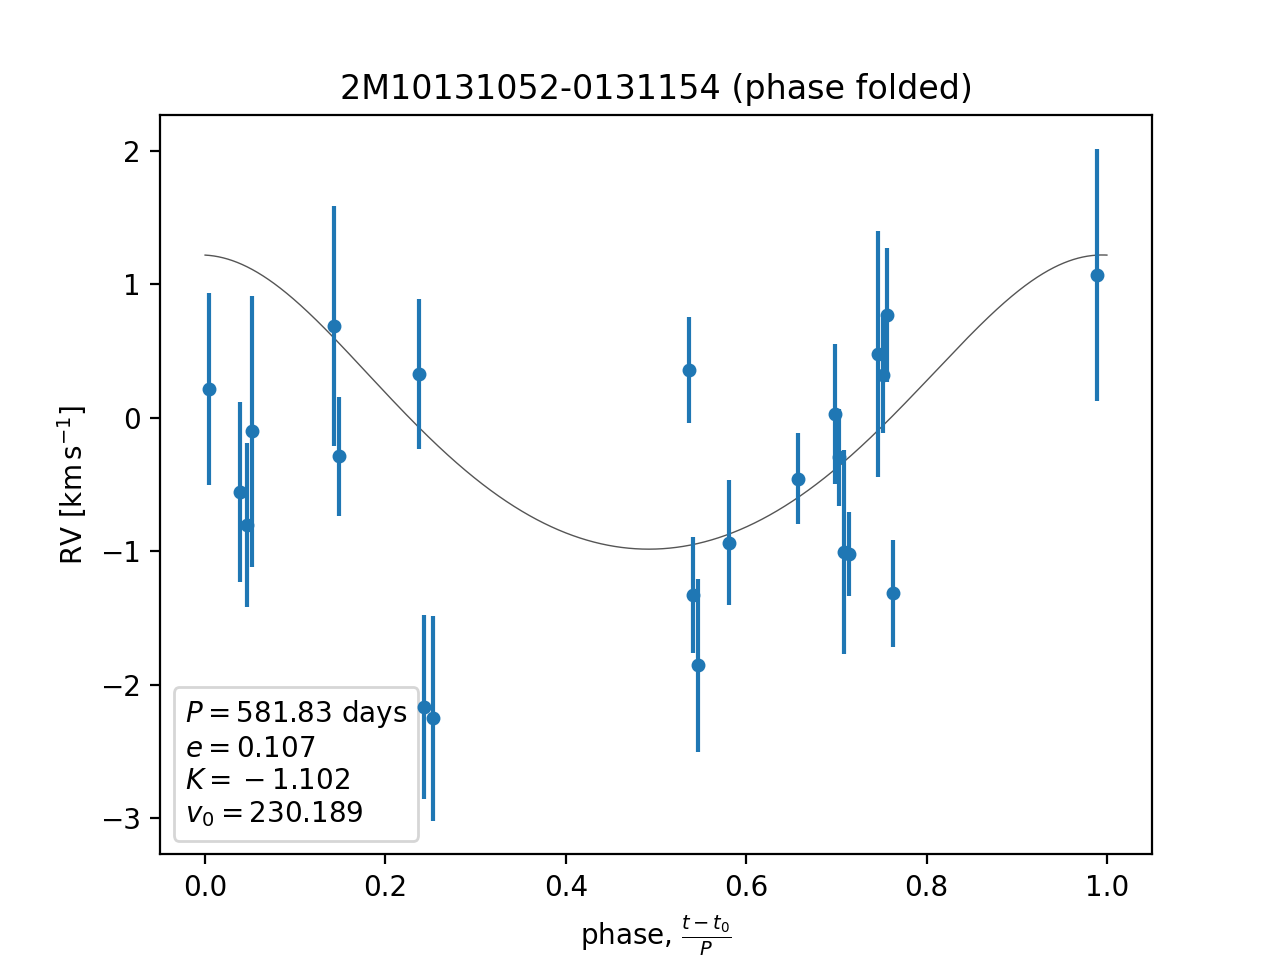 2M10131052-0131154 (phase folded)
RV [km s⁻¹]
2
1
0
−1
−2
−3
P = 581.83 days
e = 0.107
K = −1.102
v₀ = 230.189
0.0 0.2 0.4 0.6 0.8 1.0
phase, (t − t₀)/P